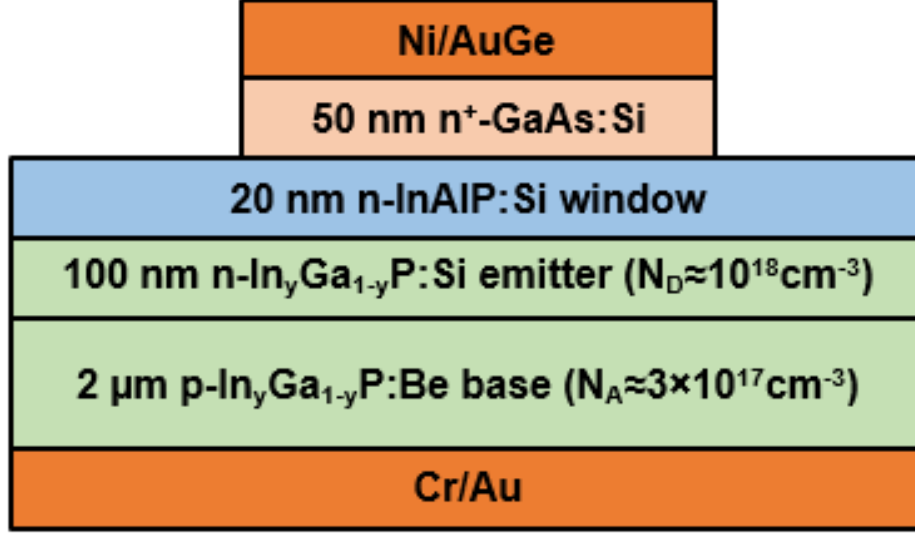 Ni/AuGe
50 nm n⁺-GaAs:Si
20 nm n-InAlP:Si window
100 nm n-InyGa1-yP:Si emitter (ND≈10¹⁸cm⁻³)
2 μm p-InyGa1-yP:Be base (NA≈3×10¹⁷cm⁻³)
Cr/Au